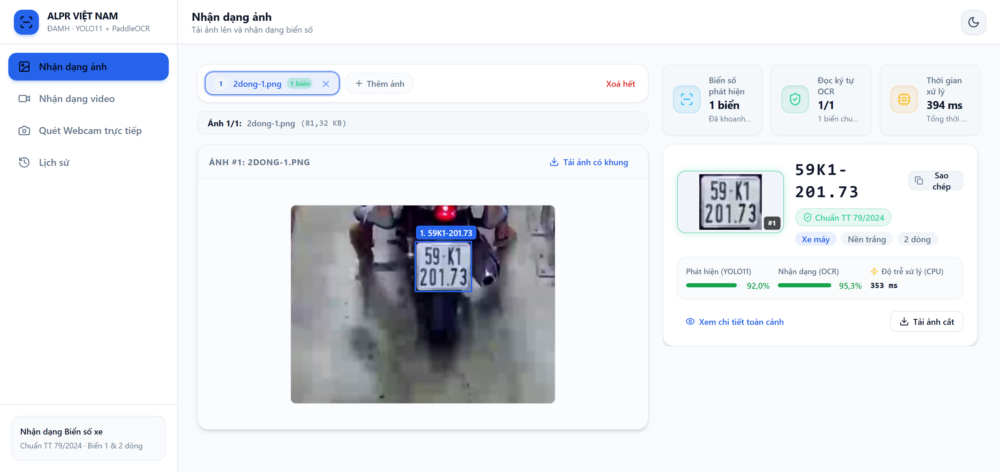 ALPR VIỆT NAM
ĐAMH · YOLO11 + PaddleOCR
Nhận dạng ảnh
Nhận dạng video
Quét Webcam trực tiếp
Lịch sử
Nhận dạng Biển số xe
Chuẩn TT 79/2024 · Biển 1 & 2 dòng
Nhận dạng ảnh
Tải ảnh lên và nhận dạng biển số
1 2dong-1.png 1 biển
Thêm ảnh
Xoá hết
Ảnh 1/1: 2dong-1.png (81,32 KB)
ẢNH #1: 2DONG-1.PNG
Tải ảnh có khung
1. 59K1-201.73
59·K1
201.73
Biển số
phát hiện
1 biển
Đã khoanh...
Đọc ký tự
OCR
1/1
1 biển chu...
Thời gian
xử lý
394 ms
Tổng thời ...
59·K1
201.73
#1
59K1-
201.73
Sao
chép
Chuẩn TT 79/2024
Xe máy
Nền trắng
2 dòng
Phát hiện (YOLO11)
92,0%
Nhận dạng (OCR)
95,3%
Độ trễ xử lý (CPU)
353 ms
Xem chi tiết toàn cảnh
Tải ảnh cắt